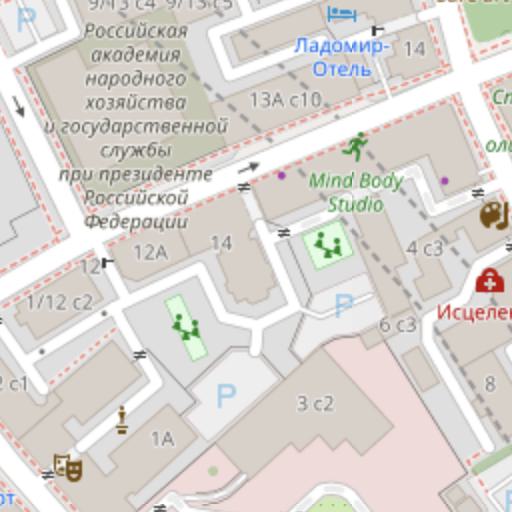 P
9/13 с4
9/13 с5
Российская
академия
народного
хозяйства
и государственной
службы
при президенте
Российской
Федерации
Ладомир-
Отель
14
13А с10
Mind Body
Studio
12А
14
12
1/12 с2
4 с3
P
Исцелен
6 с3
8
P
3 с2
1А
2 с1